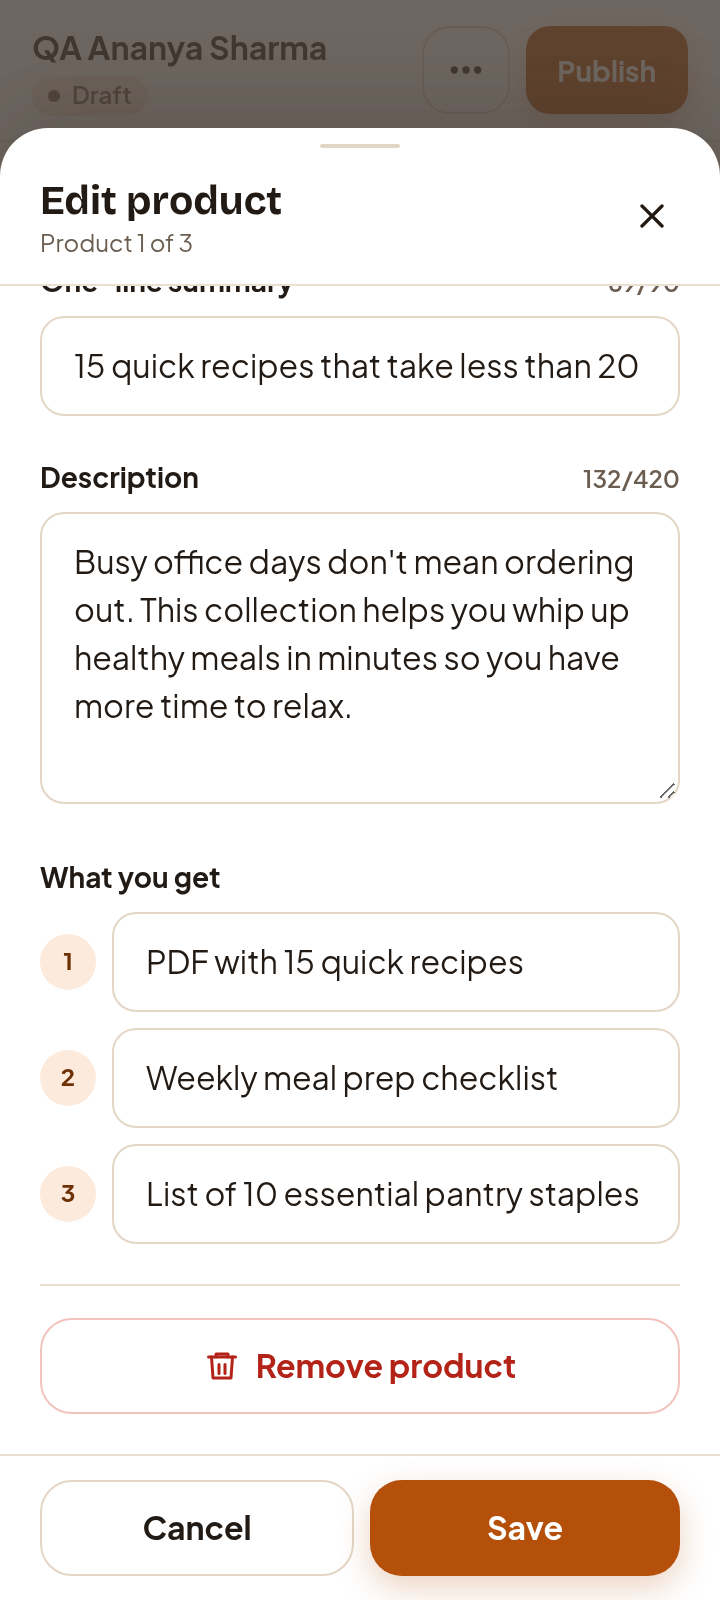 QA Ananya Sharma
Draft
Publish
Edit product
Product 1 of 3
One-line summary
15 quick recipes that take less than 20
Description
132/420
Busy office days don't mean ordering
out. This collection helps you whip up
healthy meals in minutes so you have
more time to relax.
What you get
1
PDF with 15 quick recipes
2
Weekly meal prep checklist
3
List of 10 essential pantry staples
Remove product
Cancel
Save